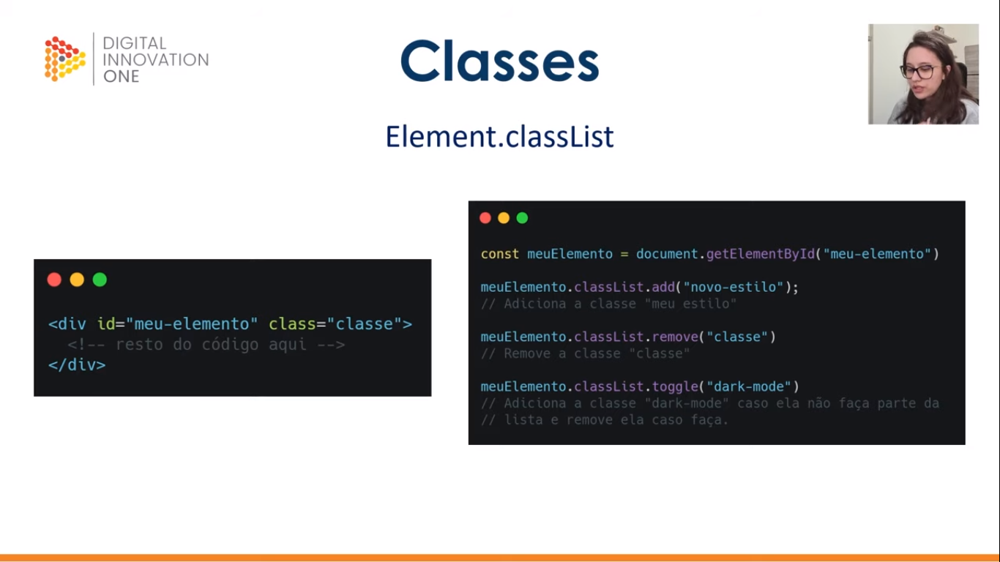 DIGITAL
INNOVATION
ONE
Classes
Element.classList
<div id="meu-elemento" class="classe">
<!-- resto do código aqui -->
</div>
const meuElemento = document.getElementById("meu-elemento")
meuElemento.classList.add("novo-estilo");
// Adiciona a classe "meu estilo"
meuElemento.classList.remove("classe")
// Remove a classe "classe"
meuElemento.classList.toggle("dark-mode")
// Adiciona a classe "dark-mode" caso ela não faça parte da
// lista e remove ela caso faça.